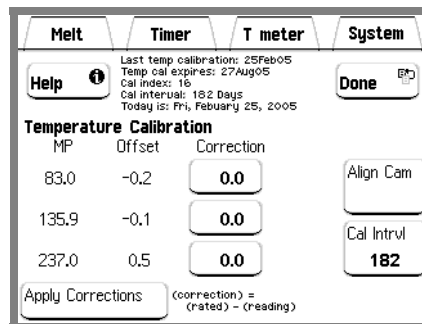 Melt
Timer
T meter
System
Help
Last temp calibration: 25Feb05
Temp cal expires: 27Aug05
Cal index: 16
Cal interval: 182 Days
Today is: Fri, Febuary 25, 2005
Done
Temperature Calibration
MP Offset Correction
83.0 -0.2 0.0
Align Cam
135.9 -0.1 0.0
Cal Intrvl
182
237.0 0.5 0.0
Apply Corrections
(correction) =
(rated) - (reading)